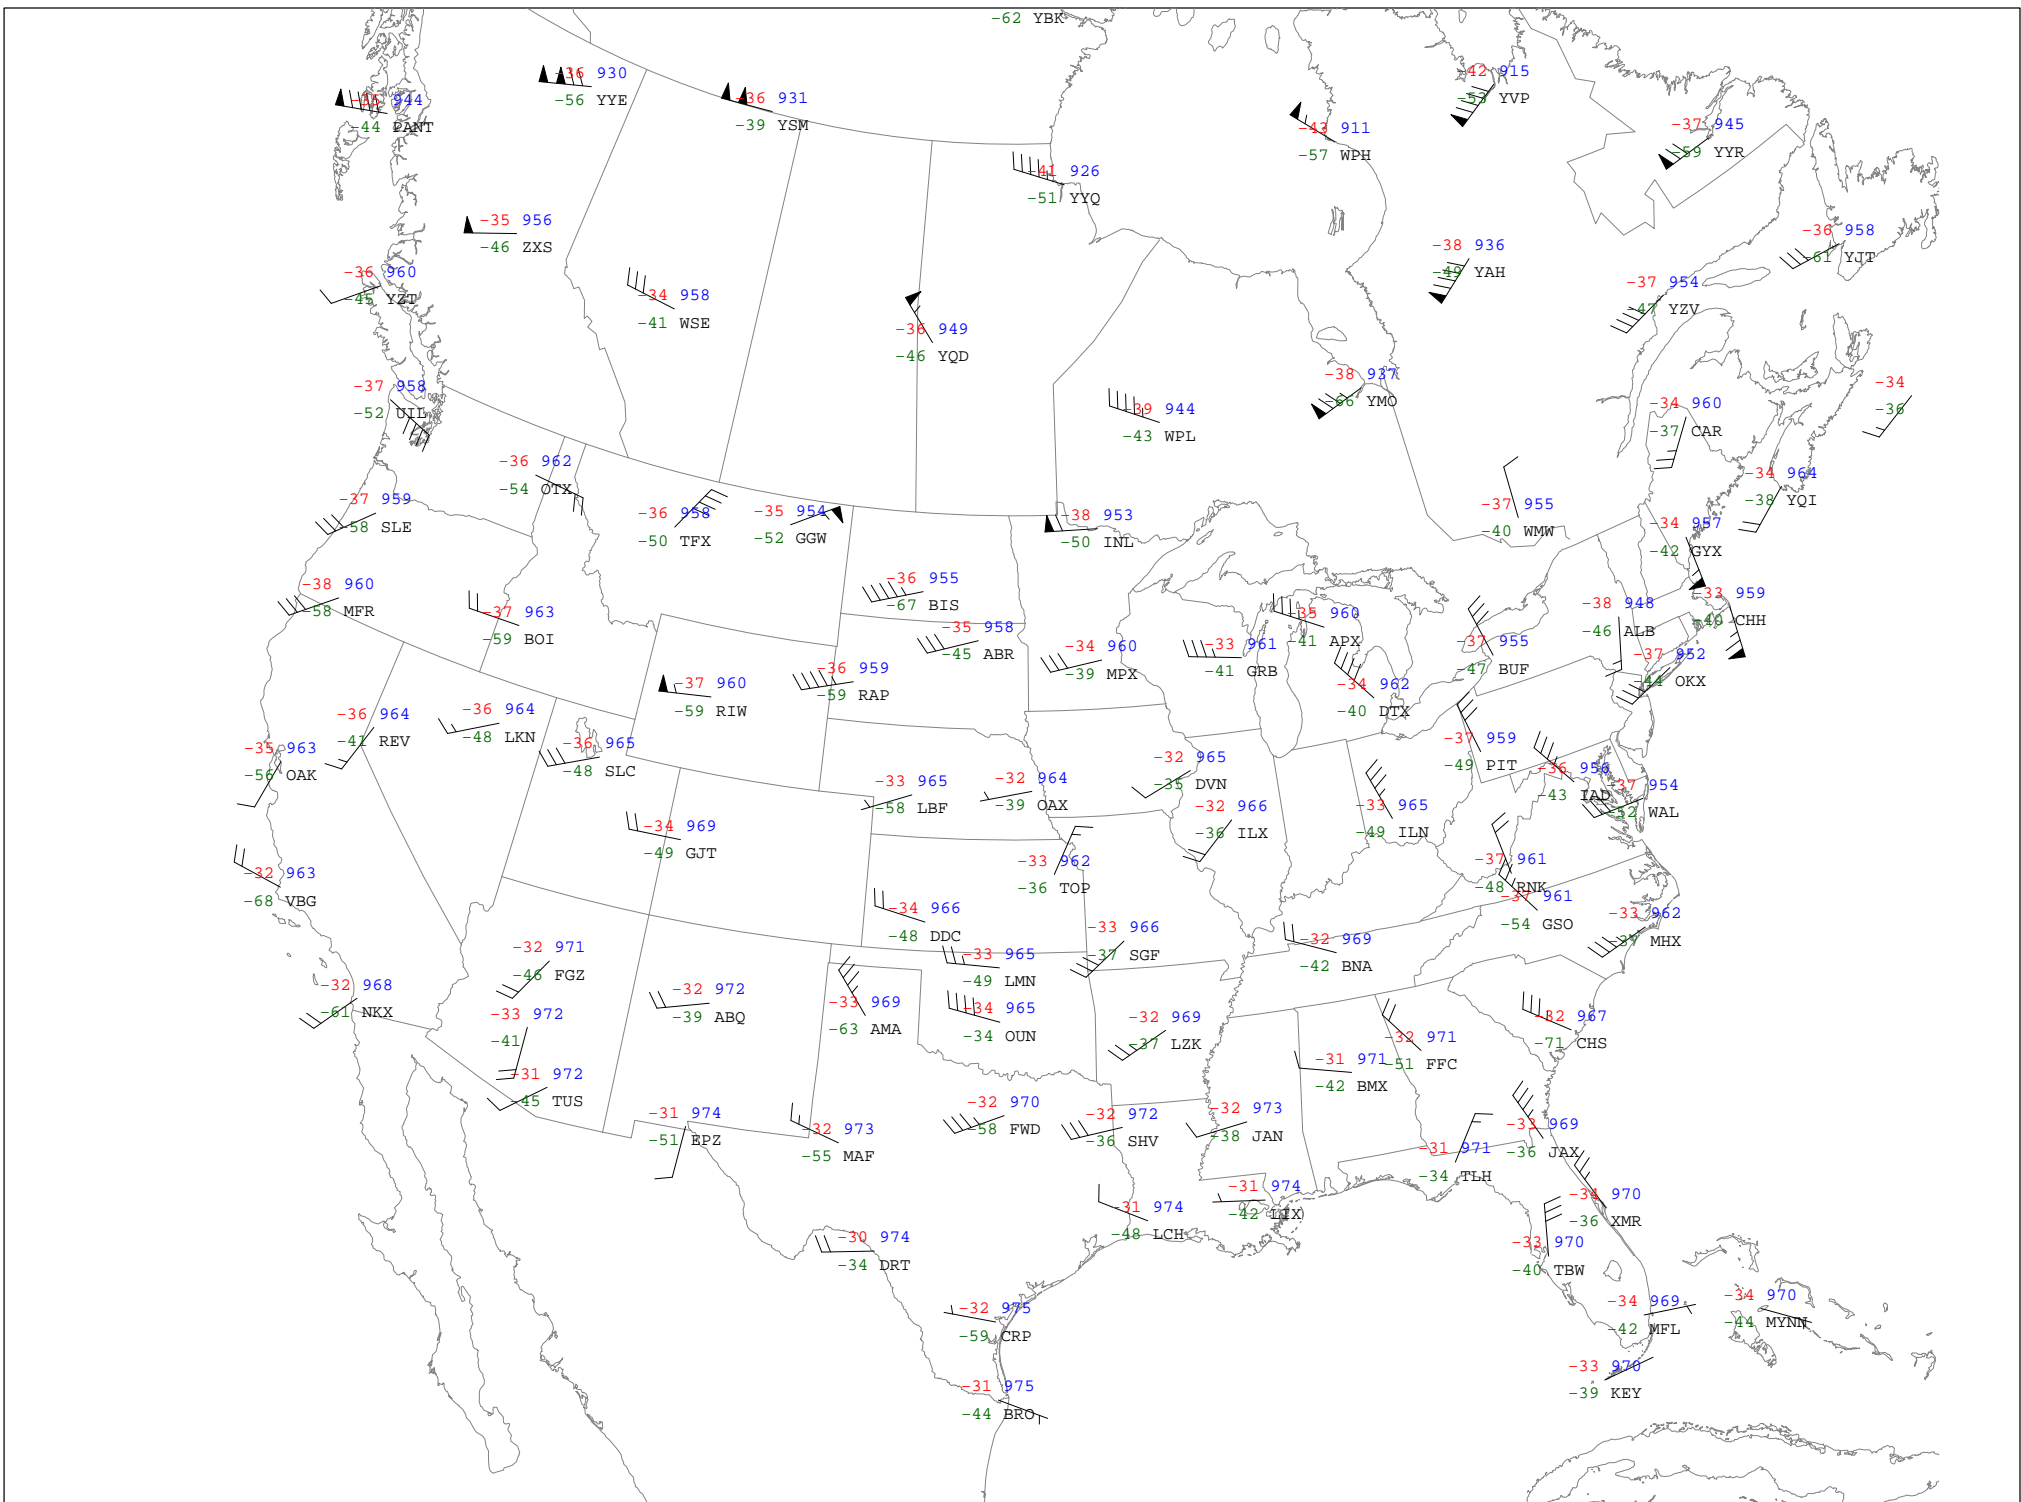 -62 YBK
-36 930
-56 YYE
-36 931
-39 YSM
-35 944
-44 PANT
-42 915
-53 YVP
-43 911
-57 WPH
-37 945
-59 YYR
-41 926
-51 YYQ
-35 956
-46 ZXS
-36 958
-61 YJT
-38 936
-49 YAH
-36 960
-45 YZT
-34 958
-41 WSE
-37 954
-47 YZV
-36 949
-46 YQD
-37 958
-52 UIL
-38 937
-66 YMO
-34
-36
-39 944
-43 WPL
-34 960
-37 CAR
-36 962
-54 OTX
-34 964
-38 YQI
-37 959
-58 SLE
-36 958
-50 TFX
-35 954
-52 GGW
-38 953
-50 INL
-37 955
-40 WMW
-34 957
-42 GYX
-38 960
-58 MFR
-36 955
-67 BIS
-33 959
-40 CHH
-37 963
-59 BOI
-35 958
-45 ABR
-35 960
-41 APX
-38 948
-46 ALB
-34 960
-39 MPX
-33 961
-41 GRB
-37 955
-47 BUF
-37 952
-44 OKX
-37 960
-59 RIW
-36 959
-59 RAP
-34 962
-40 DTX
-36 964
-41 REV
-36 964
-48 LKN
-36 965
-48 SLC
-37 959
-49 PIT
-35 963
-56 OAK
-32 965
-35 DVN
-36 956
-43 IAD
-33 965
-58 LBF
-32 964
-39 OAX
-37 954
-52 WAL
-32 966
-36 ILX
-33 965
-49 ILN
-34 969
-49 GJT
-33 962
-36 TOP
-37 961
-48 RNK
-32 963
-68 VBG
-37 961
-54 GSO
-34 966
-48 DDC
-33 966
-37 SGF
-32 969
-42 BNA
-33 962
-37 MHX
-32 971
-46 FGZ
-33 965
-49 LMN
-32 968
-61 NKX
-32 972
-39 ABQ
-33 969
-63 AMA
-34 965
-34 OUN
-33 972
-41
-32 969
-37 LZK
-32 967
-71 CHS
-32 971
-51 FFC
-31 971
-42 BMX
-31 972
-45 TUS
-31 974
-51 EPZ
-32 973
-55 MAF
-32 970
-58 FWD
-32 972
-36 SHV
-32 973
-38 JAN
-33 969
-36 JAX
-31 971
-34 TLH
-31 974
-48 LCH
-31 974
-42 LIX
-34 970
-36 XMR
-30 974
-34 DRT
-33 970
-40 TBW
-32 975
-59 CRP
-34 969
-42 MFL
-34 970
-44 MYNN
-33 970
-39 KEY
-31 975
-44 BRO